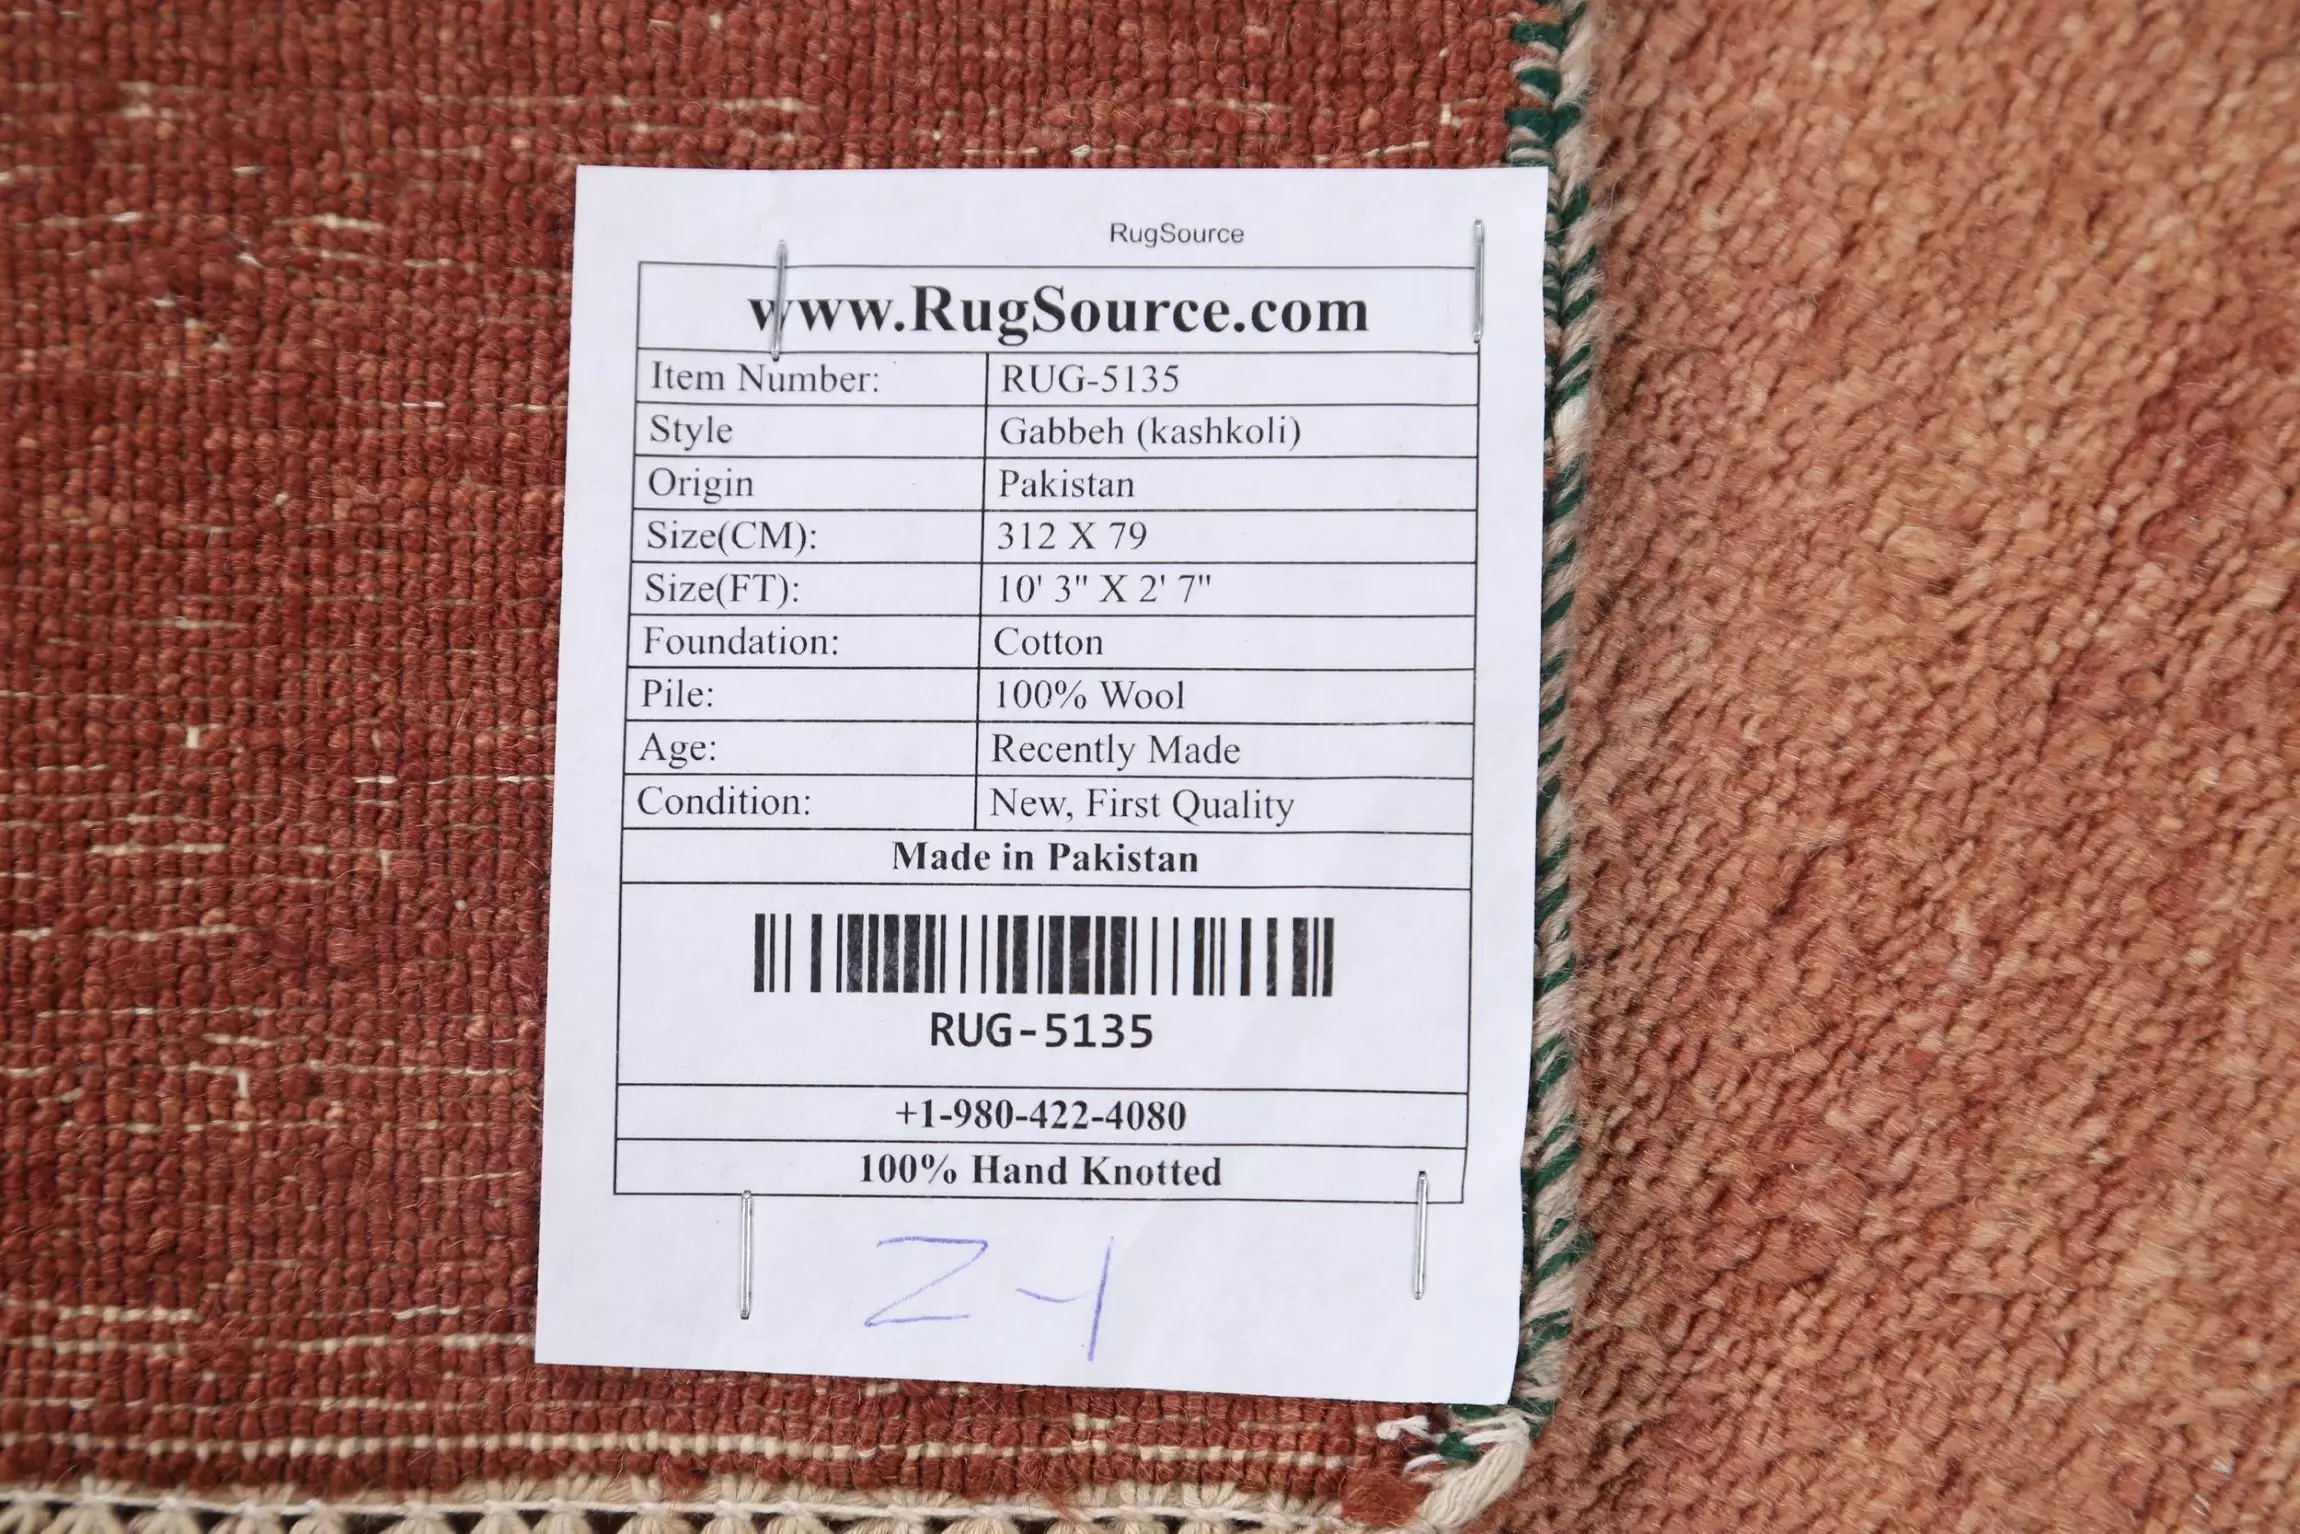 RugSource
www.RugSource.com
Item Number: RUG-5135
Style Gabbeh (kashkoli)
Origin Pakistan
Size(CM): 312 X 79
Size(FT): 10' 3" X 2' 7"
Foundation: Cotton
Pile: 100% Wool
Age: Recently Made
Condition: New, First Quality
Made in Pakistan
RUG-5135
+1-980-422-4080
100% Hand Knotted